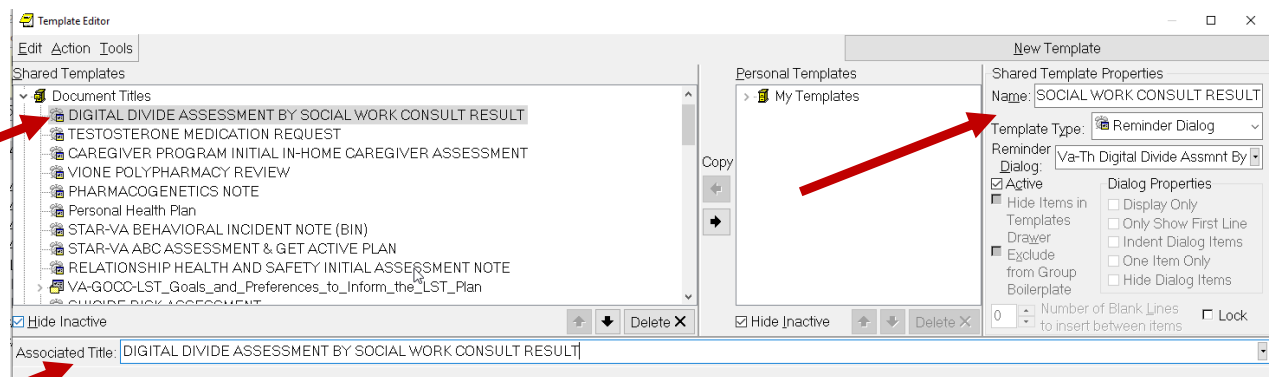 Template Editor
Edit Action Tools
New Template
Shared Templates
Document Titles
DIGITAL DIVIDE ASSESSMENT BY SOCIAL WORK CONSULT RESULT
TESTOSTERONE MEDICATION REQUEST
CAREGIVER PROGRAM INITIAL IN-HOME CAREGIVER ASSESSMENT
VIONE POLYPHARMACY REVIEW
PHARMACOGENETICS NOTE
Personal Health Plan
STAR-VA BEHAVIORAL INCIDENT NOTE (BIN)
STAR-VA ABC ASSESSMENT & GET ACTIVE PLAN
RELATIONSHIP HEALTH AND SAFETY INITIAL ASSESSMENT NOTE
VA-GOCC-LST_Goals_and_Preferences_to_Inform_the_LST_Plan
SUICIDE RISK ASSESSMENT
Hide Inactive
Delete X
Copy
Personal Templates
My Templates
Hide Inactive
Delete X
Shared Template Properties
Name: SOCIAL WORK CONSULT RESULT
Template Type: Reminder Dialog
Reminder Dialog: Va-Th Digital Divide Assmnt By
Active
Hide Items in Templates Drawer
Exclude from Group Boilerplate
Dialog Properties
Display Only
Only Show First Line
Indent Dialog Items
One Item Only
Hide Dialog Items
0 Number of Blank Lines to insert between items
Lock
Associated Title: DIGITAL DIVIDE ASSESSMENT BY SOCIAL WORK CONSULT RESULT